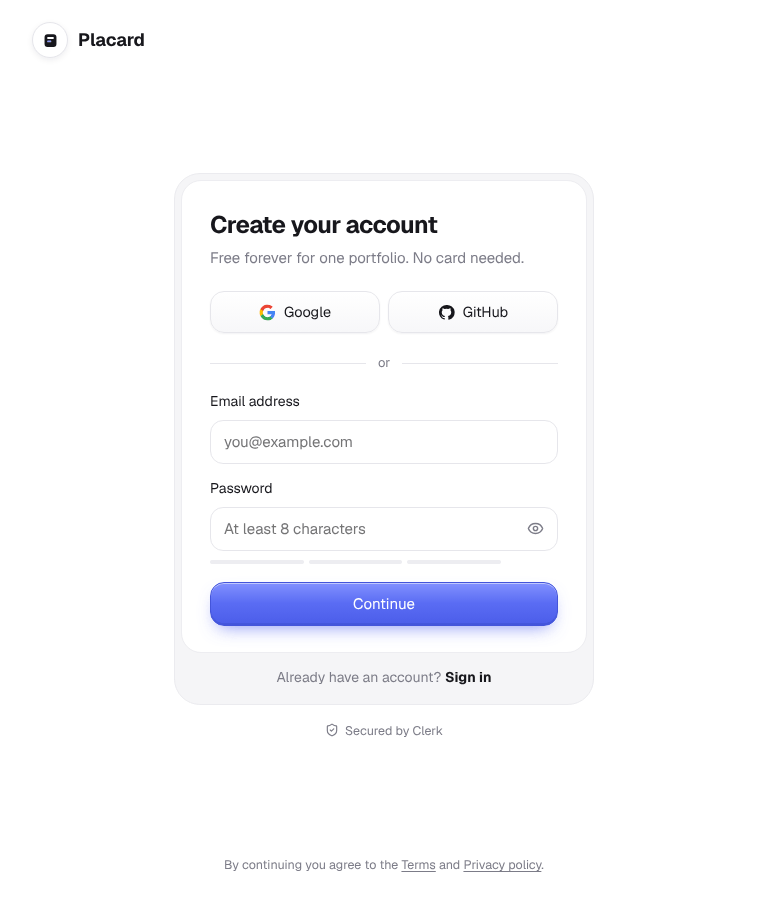 Placard
Create your account
Free forever for one portfolio. No card needed.
Google
GitHub
or
Email address
you@example.com
Password
At least 8 characters
Continue
Already have an account? Sign in
Secured by Clerk
By continuing you agree to the Terms and Privacy policy.